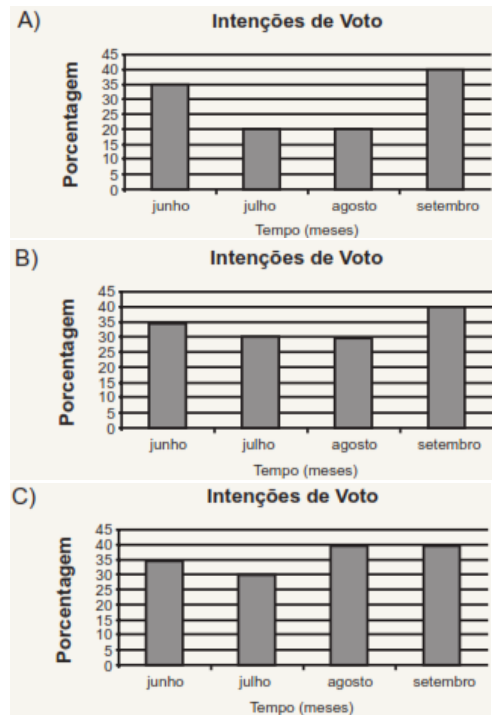 A)
Intenções de Voto
Porcentagem
45
40
35
30
25
20
15
10
5
0
junho julho agosto setembro
Tempo (meses)
B)
Intenções de Voto
Porcentagem
45
40
35
30
25
20
15
10
5
0
junho julho agosto setembro
Tempo (meses)
C)
Intenções de Voto
Porcentagem
45
40
35
30
25
20
15
10
5
0
junho julho agosto setembro
Tempo (meses)